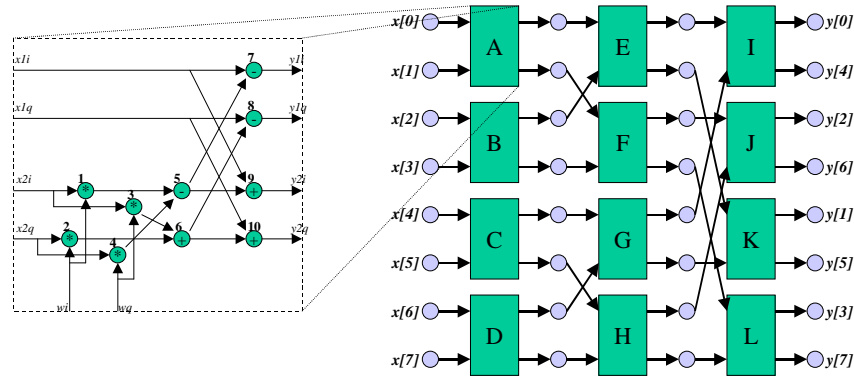 x1i
x1q
x2i
x2q
wi
wq
1
*
2
*
3
*
4
*
5
-
6
+
7
-
8
-
9
+
10
+
y1i
y1q
y2i
y2q
x[0]
x[1]
x[2]
x[3]
x[4]
x[5]
x[6]
x[7]
A
B
C
D
E
F
G
H
I
J
K
L
y[0]
y[4]
y[2]
y[6]
y[1]
y[5]
y[3]
y[7]